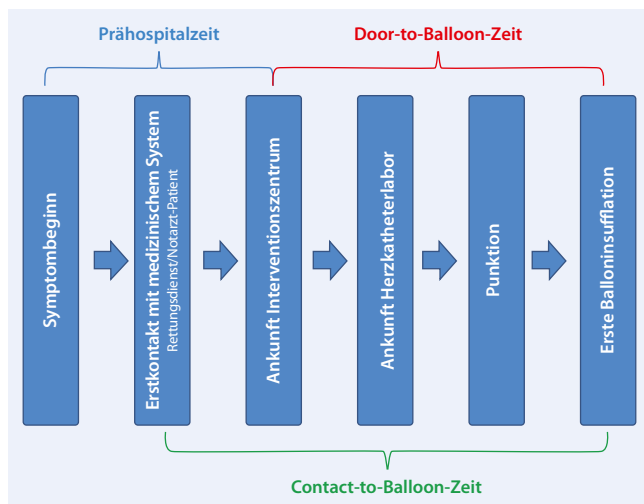 Prähospitalzeit
Door-to-Balloon-Zeit
Symptombeginn
Erstkontakt mit medizinischem System
Rettungsdienst/Notarzt-Patient
Ankunft Interventionszentrum
Ankunft Herzkatheterlabor
Punktion
Erste Balloninsufflation
Contact-to-Balloon-Zeit